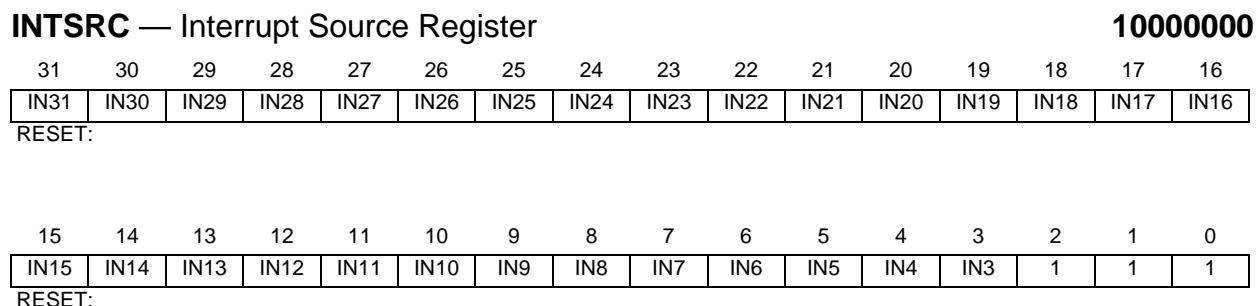 INTSRC — Interrupt Source Register 10000000
31 30 29 28 27 26 25 24 23 22 21 20 19 18 17 16
IN31 IN30 IN29 IN28 IN27 IN26 IN25 IN24 IN23 IN22 IN21 IN20 IN19 IN18 IN17 IN16
RESET:
15 14 13 12 11 10 9 8 7 6 5 4 3 2 1 0
IN15 IN14 IN13 IN12 IN11 IN10 IN9 IN8 IN7 IN6 IN5 IN4 IN3 1 1 1
RESET: